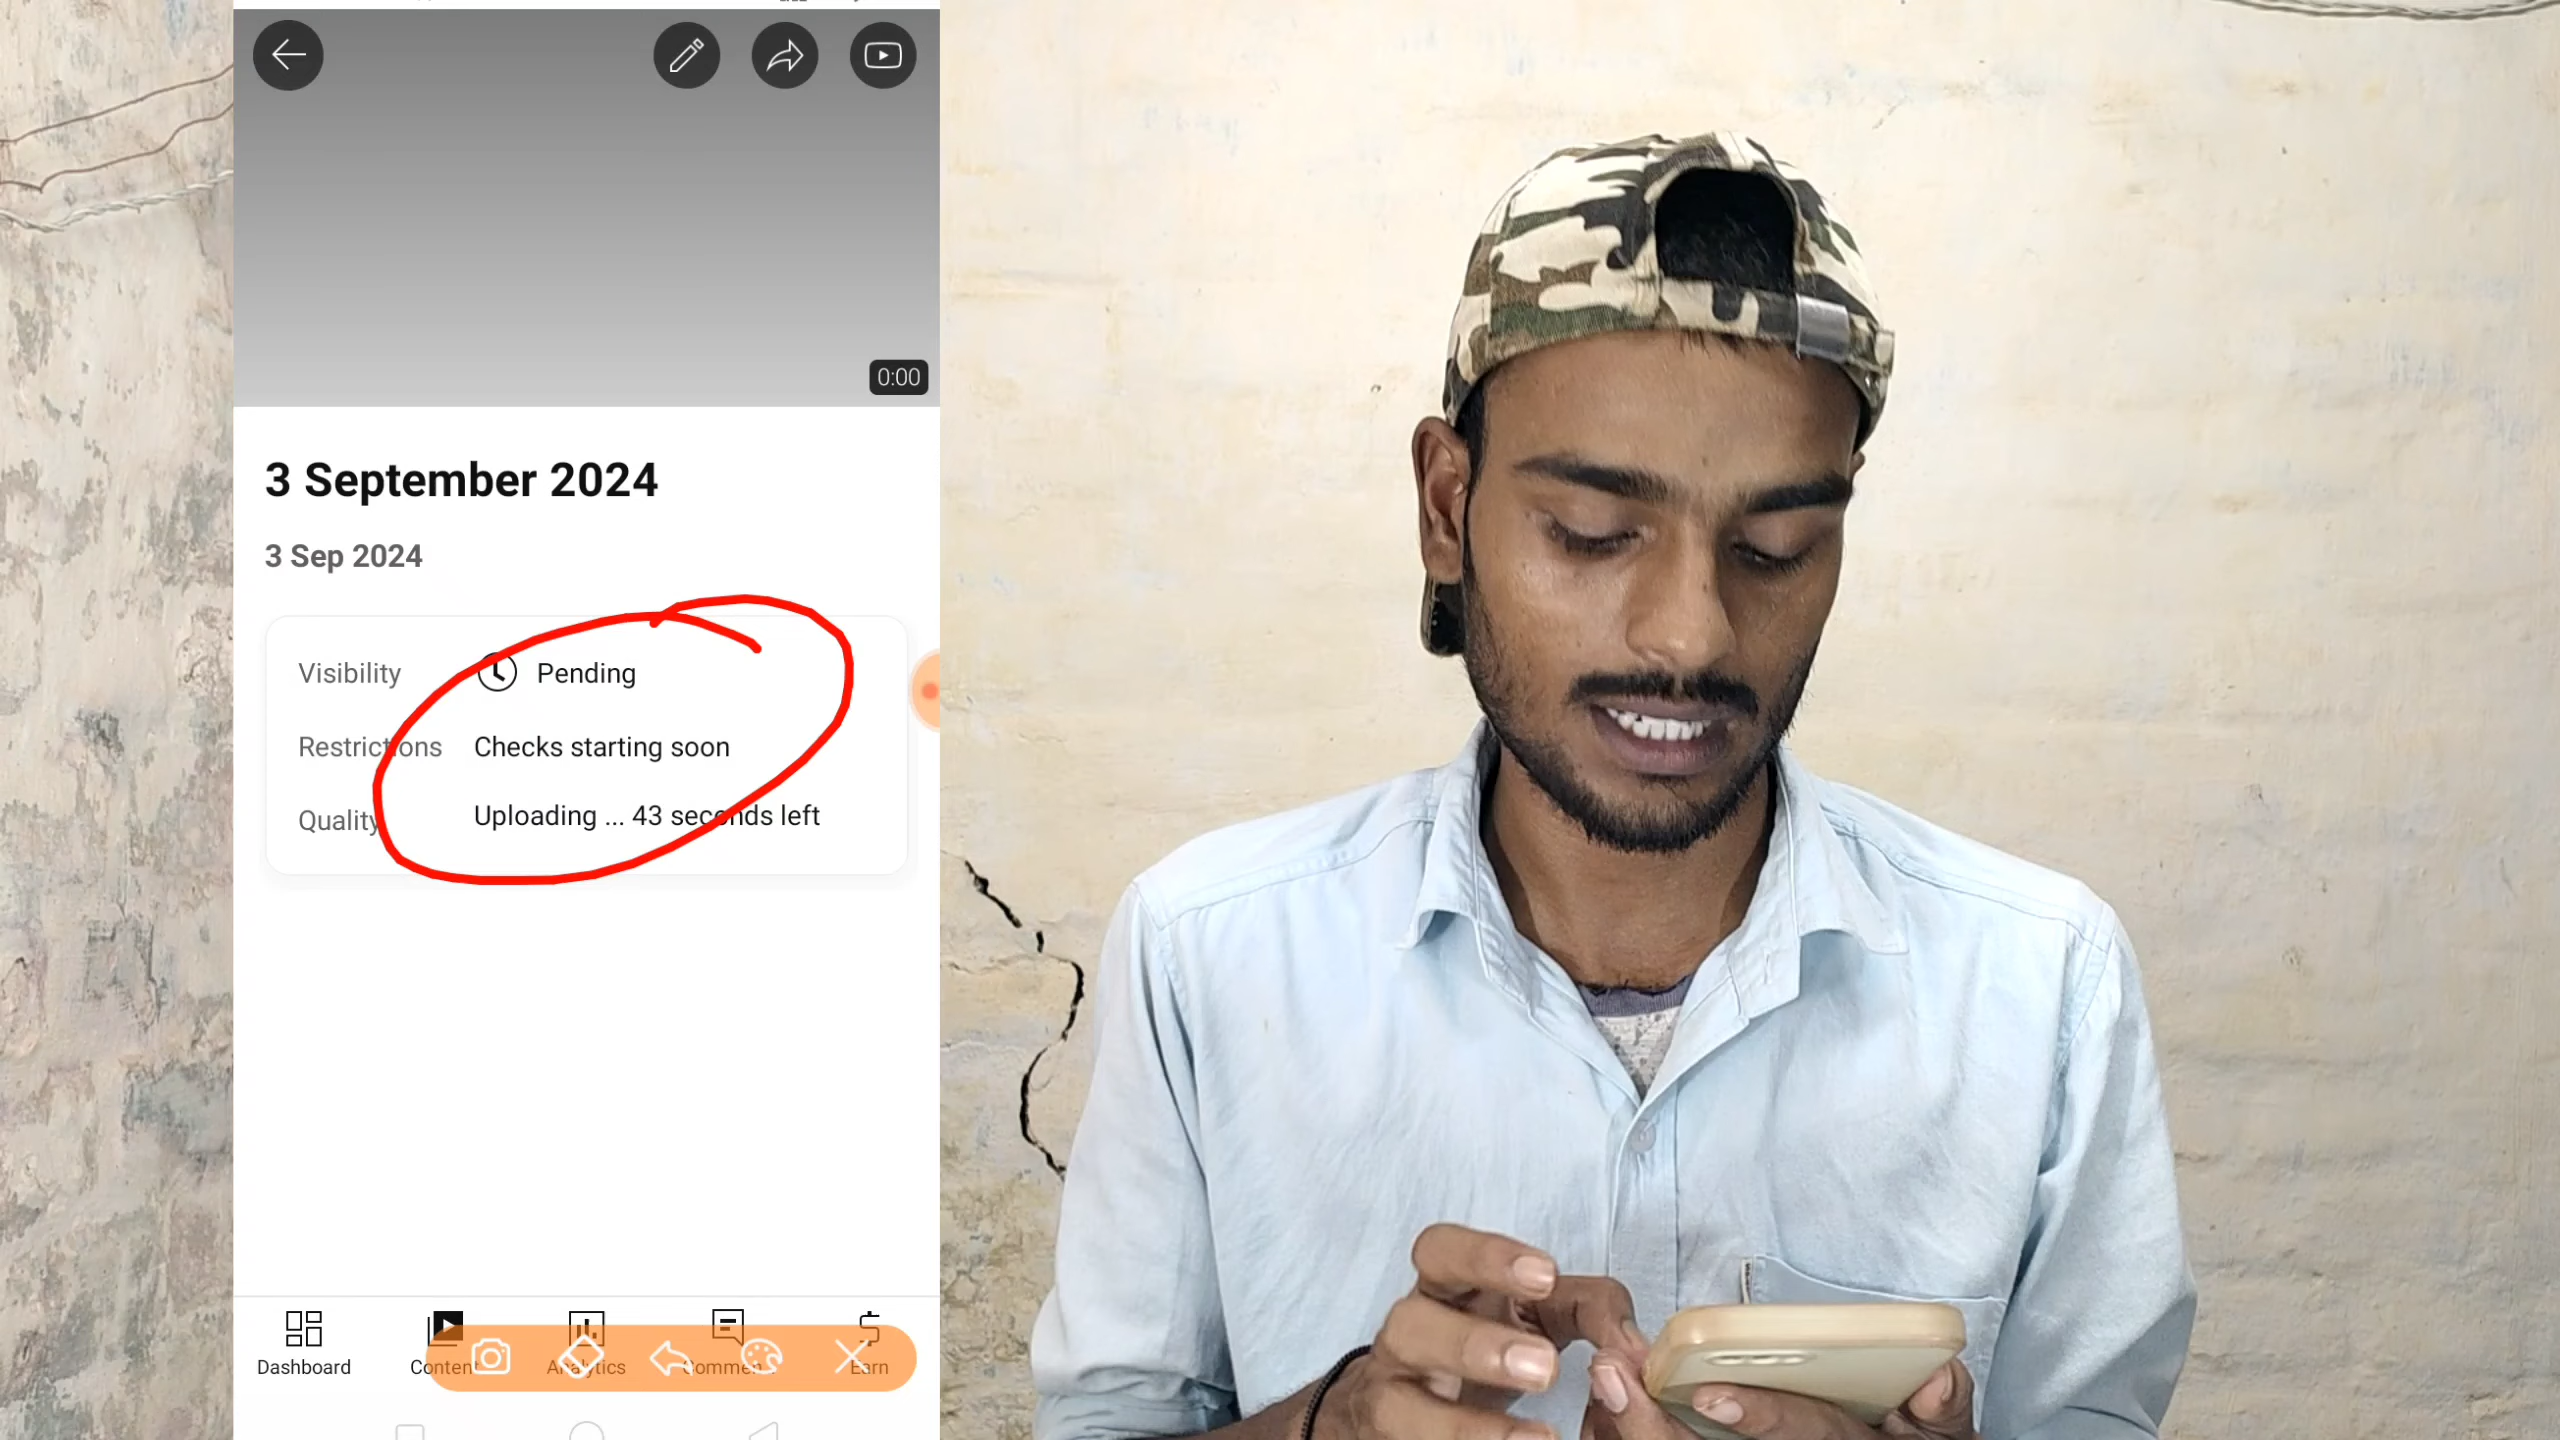 0:00
3 September 2024
3 Sep 2024
Visibility Pending
Restrictions Checks starting soon
Quality Uploading ... 43 seconds left
Dashboard Content Analytics Commen Earn